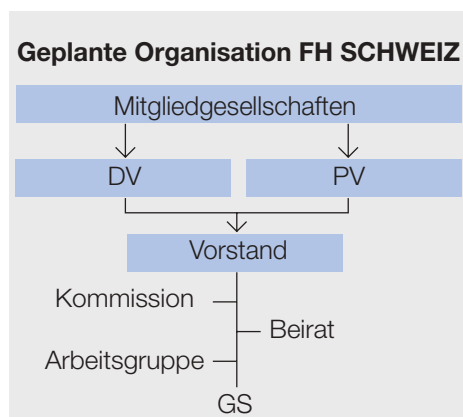 Geplante Organisation FH SCHWEIZ
Mitgliedgesellschaften
DV
PV
Vorstand
Kommission
Beirat
Arbeitsgruppe
GS